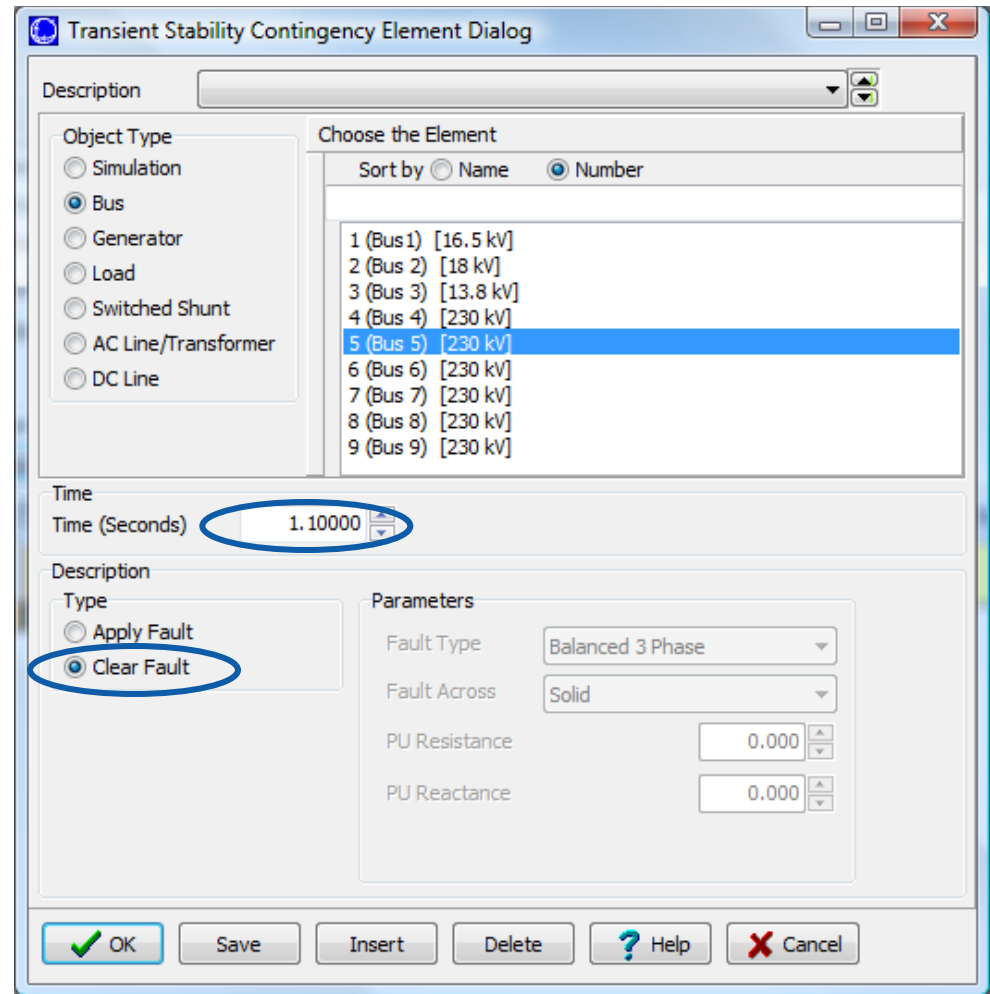 Transient Stability Contingency Element Dialog
Description
Object Type
Simulation
Bus
Generator
Load
Switched Shunt
AC Line/Transformer
DC Line
Choose the Element
Sort by Name Number
1 (Bus1) [16.5 kV]
2 (Bus 2) [18 kV]
3 (Bus 3) [13.8 kV]
4 (Bus 4) [230 kV]
5 (Bus 5) [230 kV]
6 (Bus 6) [230 kV]
7 (Bus 7) [230 kV]
8 (Bus 8) [230 kV]
9 (Bus 9) [230 kV]
Time
Time (Seconds) 1.10000
Description
Type
Apply Fault
Clear Fault
Parameters
Fault Type Balanced 3 Phase
Fault Across Solid
PU Resistance 0.000
PU Reactance 0.000
OK Save Insert Delete Help Cancel